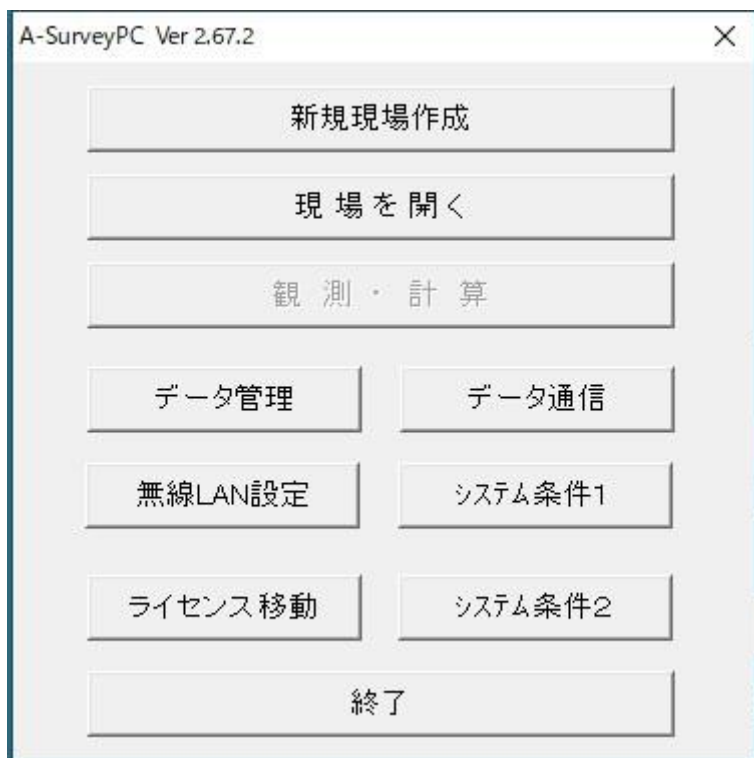 A-SurveyPC Ver 2.67.2
新規現場作成
現場を開く
観測・計算
データ管理
データ通信
無線LAN設定
システム条件1
ライセンス移動
システム条件2
終了